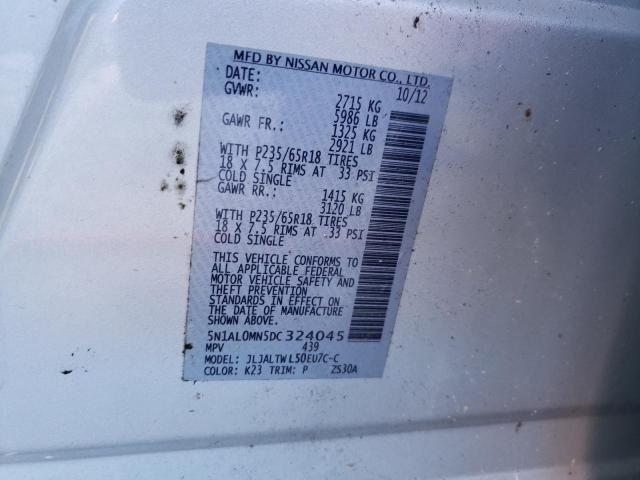 MFD BY NISSAN MOTOR CO., LTD.
DATE: 10/12
GVWR: 2715 KG
5986 LB
GAWR FR.: 1325 KG
2921 LB
WITH P235/65R18 TIRES
18 X 7.5 RIMS AT 33 PSI
COLD SINGLE
GAWR RR.: 1415 KG
3120 LB
WITH P235/65R18 TIRES
18 X 7.5 RIMS AT 33 PSI
COLD SINGLE
THIS VEHICLE CONFORMS TO
ALL APPLICABLE FEDERAL
MOTOR VEHICLE SAFETY AND
THEFT PREVENTION
STANDARDS IN EFFECT ON
THE DATE OF MANUFACTURE
SHOWN ABOVE.
5N1AL0MN5DC324045
MPV 439
MODEL: JLJALTWL50EU7C-C
COLOR: K23 TRIM: P ZS30A